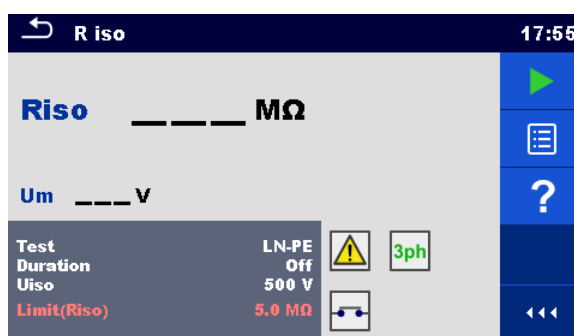 R iso 17:55
Riso ___ MΩ
Um ___ V
?
Test LN-PE
Duration Off
Uiso 500 V
Limit(Riso) 5.0 MΩ
3ph